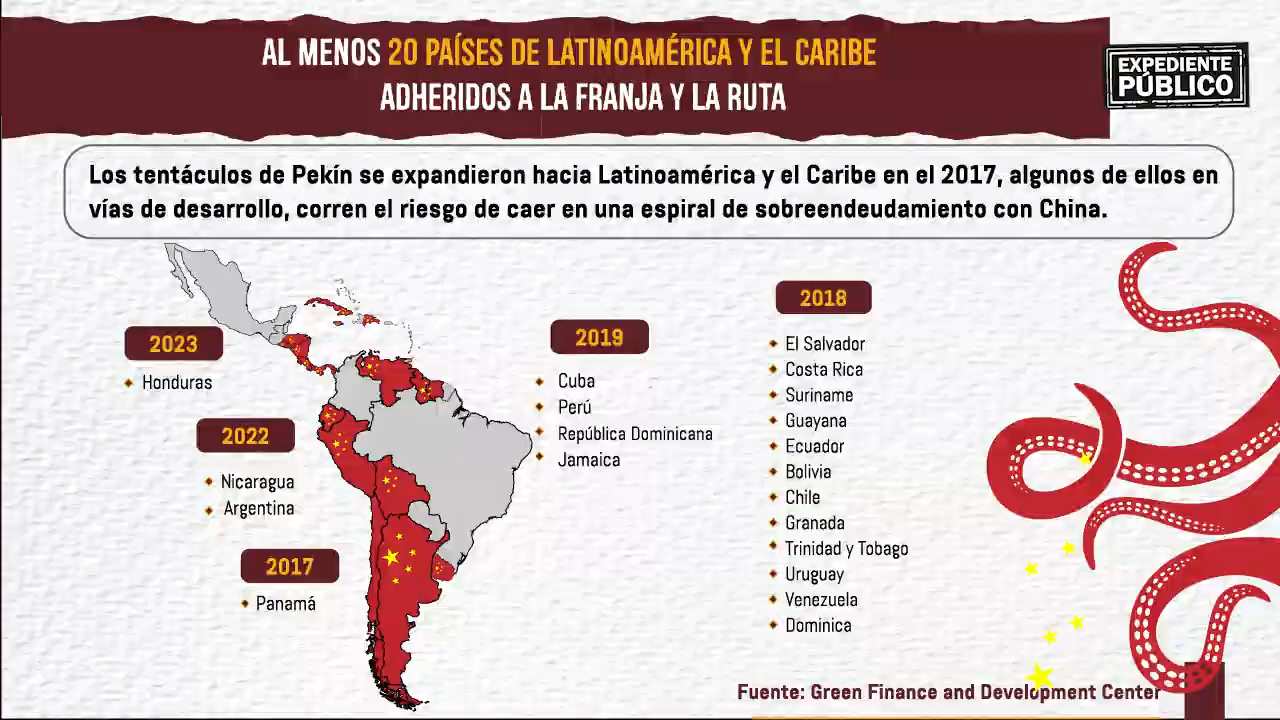 AL MENOS 20 PAÍSES DE LATINOAMÉRICA Y EL CARIBE
ADHERIDOS A LA FRANJA Y LA RUTA
EXPEDIENTE
PÚBLICO
Los tentáculos de Pekín se expandieron hacia Latinoamérica y el Caribe en el 2017, algunos de ellos en
vías de desarrollo, corren el riesgo de caer en una espiral de sobreendeudamiento con China.
2023
Honduras
2022
Nicaragua
Argentina
2017
Panamá
2019
Cuba
Perú
República Dominicana
Jamaica
2018
El Salvador
Costa Rica
Suriname
Guayana
Ecuador
Bolivia
Chile
Granada
Trinidad y Tobago
Uruguay
Venezuela
Dominica
Fuente: Green Finance and Development Center